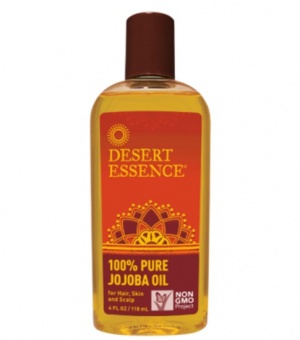 DESERT
ESSENCE®
100% PURE
JOJOBA OIL
for Hair, Skin
and Scalp
4 FL OZ / 118 mL
NON
GMO
Project